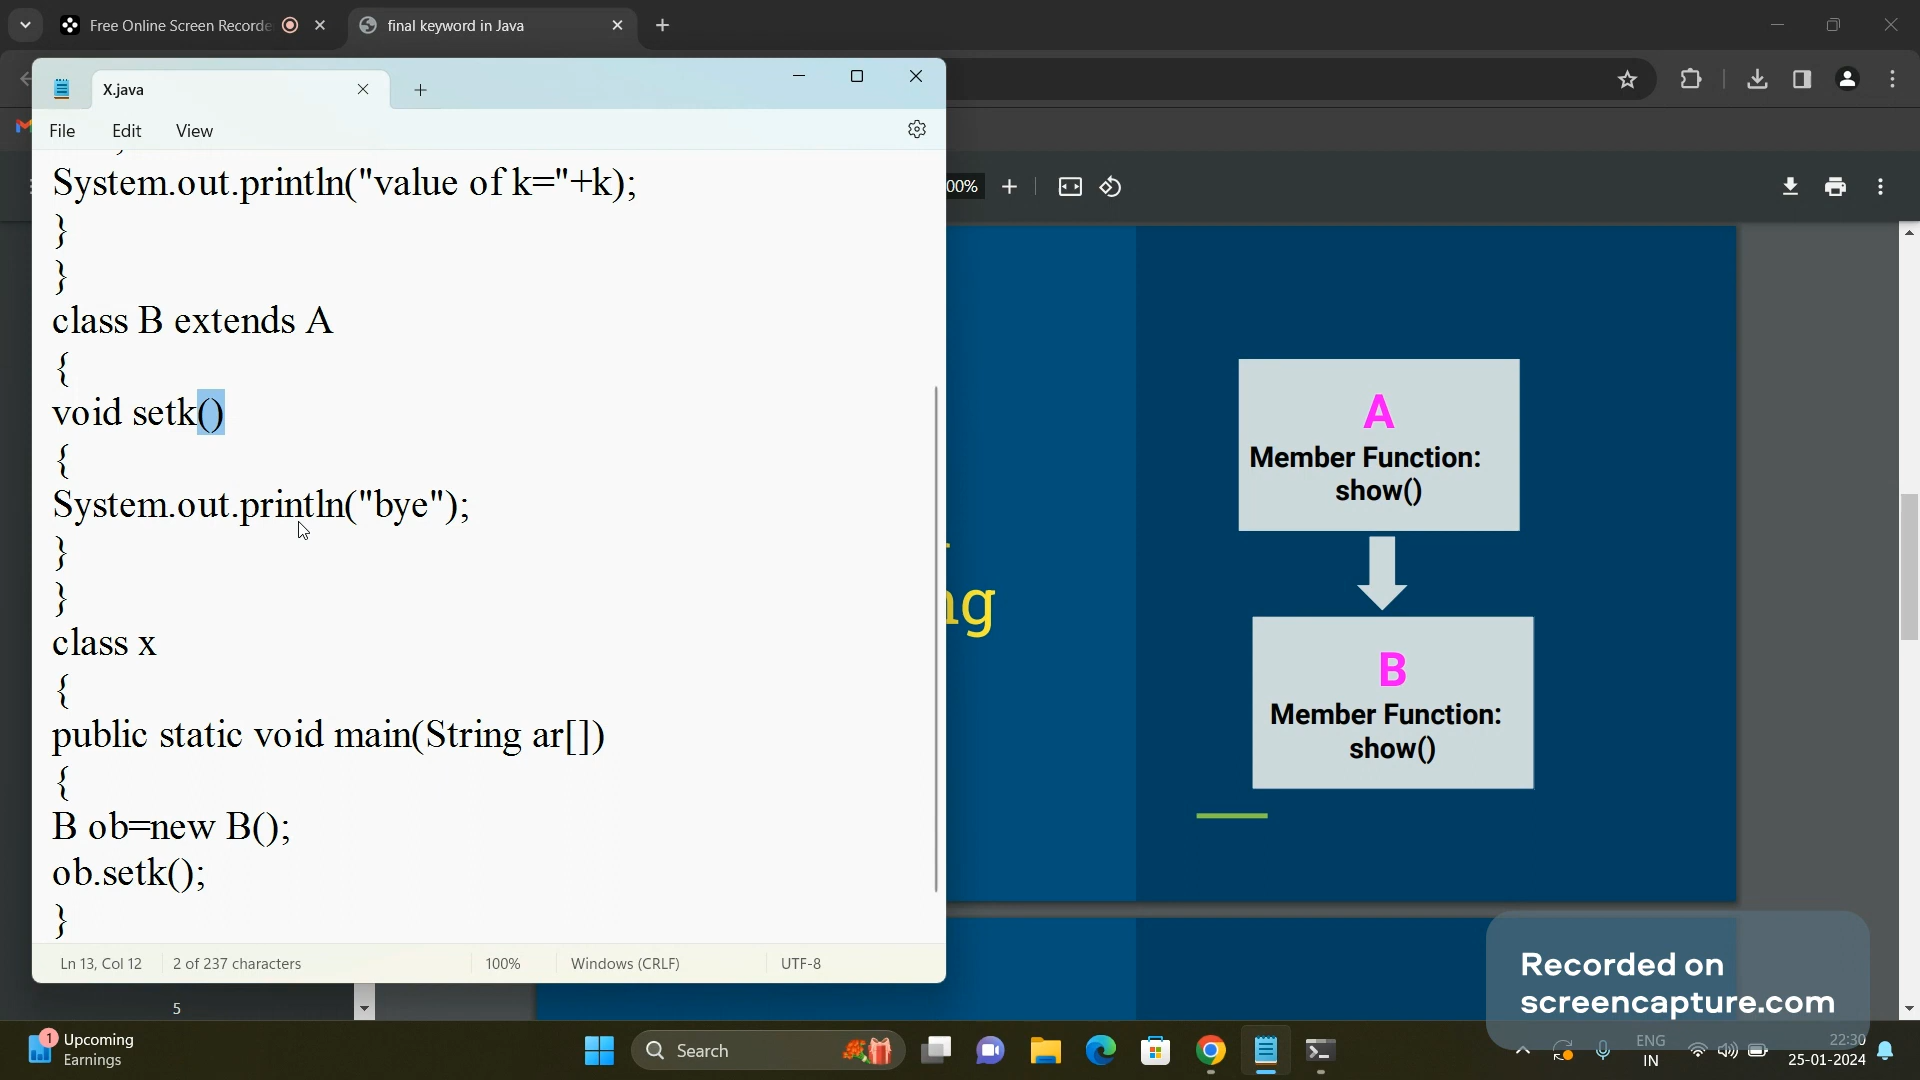 Free Online Screen Recorde
final keyword in Java
X.java
File Edit View
System.out.println("value of k="+k);
}
}
class B extends A
{
void setk()
{
System.out.println("bye");
}
}
class x
{
public static void main(String ar[])
{
B ob=new B();
ob.setk();
}
Ln 13, Col 12
2 of 237 characters
100%
Windows (CRLF)
UTF-8
00%
ng
A
Member Function:
show()
B
Member Function:
show()
5
Recorded on
screencapture.com
1
Upcoming
Earnings
Search
ENG
IN
22:30
25-01-2024